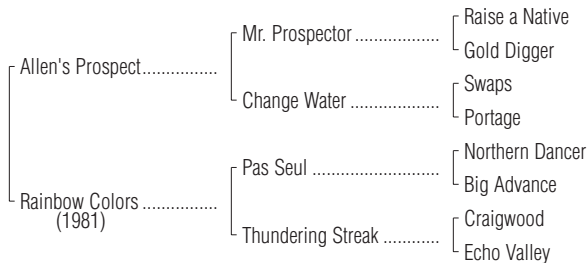 Raise a Native
Mr. Prospector ..................
Gold Digger
Allen's Prospect................
Swaps
Change Water ...................
Portage
Northern Dancer
Pas Seul ...........................
Big Advance
Rainbow Colors ................
(1981)
Craigwood
Thundering Streak ............
Echo Valley